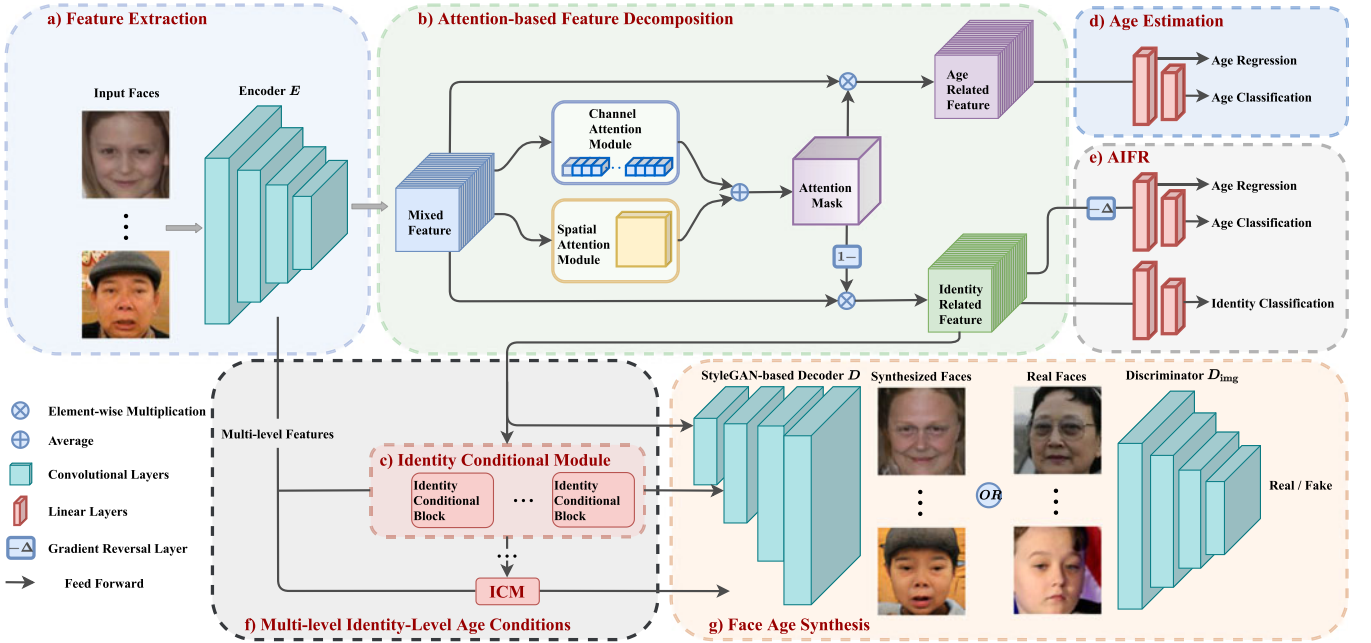 a) Feature Extraction
Input Faces
Encoder E
b) Attention-based Feature Decomposition
Mixed
Feature
Channel
Attention
Module
Spatial
Attention
Module
Attention
Mask
1−
Age
Related
Feature
Identity
Related
Feature
d) Age Estimation
Age Regression
Age Classification
e) AIFR
−Δ
Age Regression
Age Classification
Identity Classification
Element-wise Multiplication
Average
Convolutional Layers
Linear Layers
−Δ
Gradient Reversal Layer
Feed Forward
Multi-level Features
c) Identity Conditional Module
Identity
Conditional
Block
...
Identity
Conditional
Block
...
ICM
f) Multi-level Identity-Level Age Conditions
StyleGAN-based Decoder D
Synthesized Faces
OR
Real Faces
Discriminator Dimg
Real / Fake
g) Face Age Synthesis